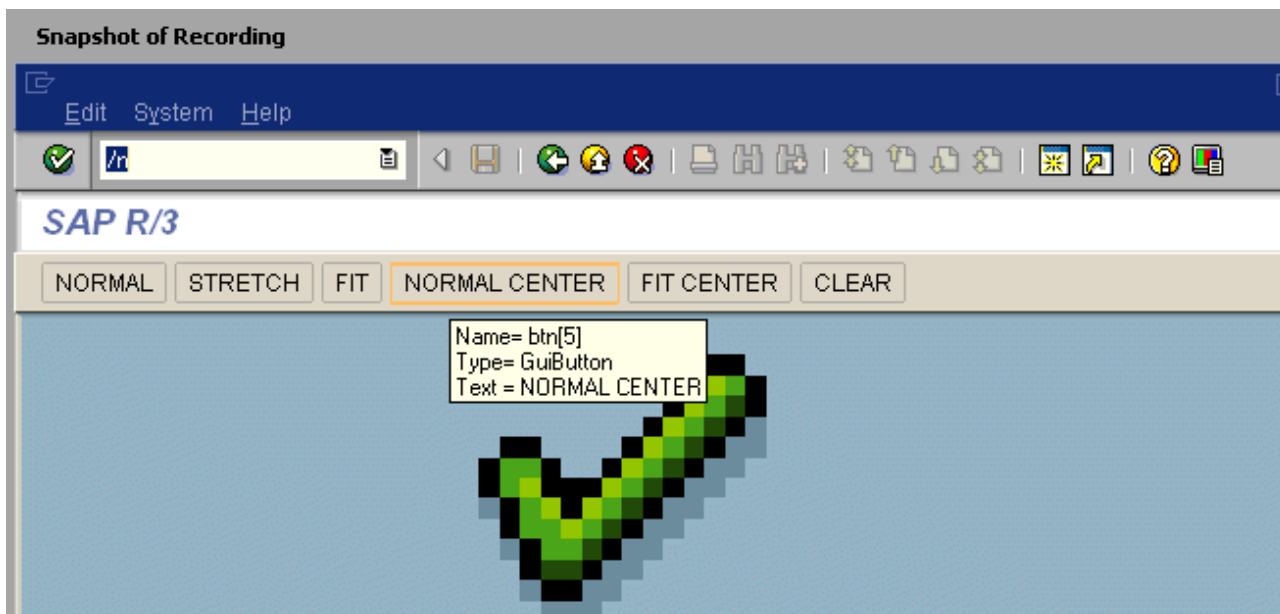 Snapshot of Recording
Edit System Help
/n
SAP R/3
NORMAL STRETCH FIT NORMAL CENTER FIT CENTER CLEAR
Name= btn[5]
Type= GuiButton
Text = NORMAL CENTER